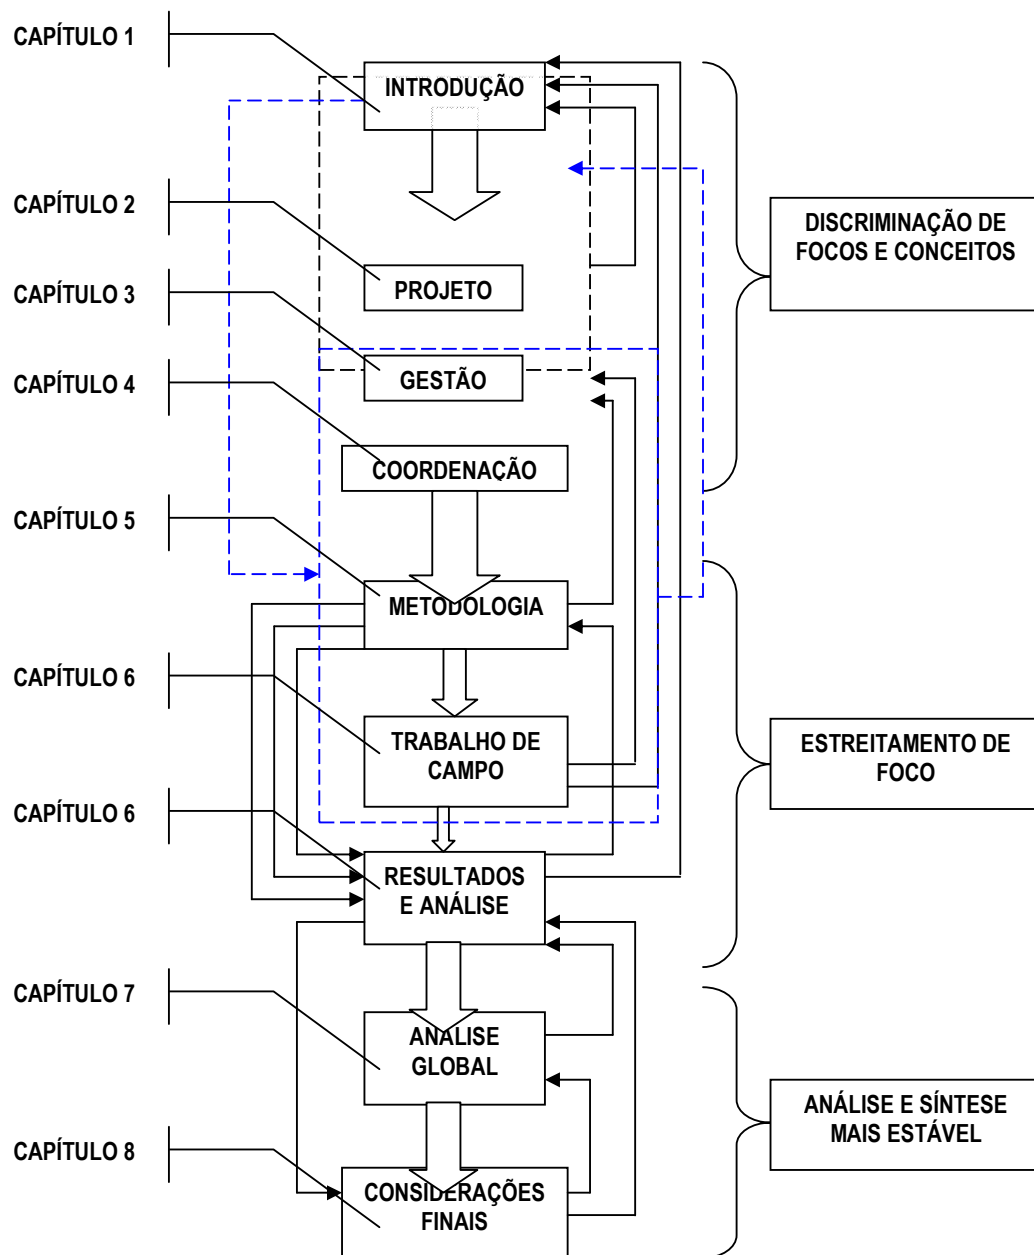 CAPÍTULO 1
INTRODUÇÃO
CAPÍTULO 2
PROJETO
CAPÍTULO 3
GESTÃO
CAPÍTULO 4
COORDENAÇÃO
DISCRIMINAÇÃO DE
FOCOS E CONCEITOS
CAPÍTULO 5
METODOLOGIA
CAPÍTULO 6
TRABALHO DE
CAMPO
CAPÍTULO 6
RESULTADOS
E ANÁLISE
ESTREITAMENTO DE
FOCO
CAPÍTULO 7
ANÁLISE
GLOBAL
CAPÍTULO 8
CONSIDERAÇÕES
FINAIS
ANÁLISE E SÍNTESE
MAIS ESTÁVEL